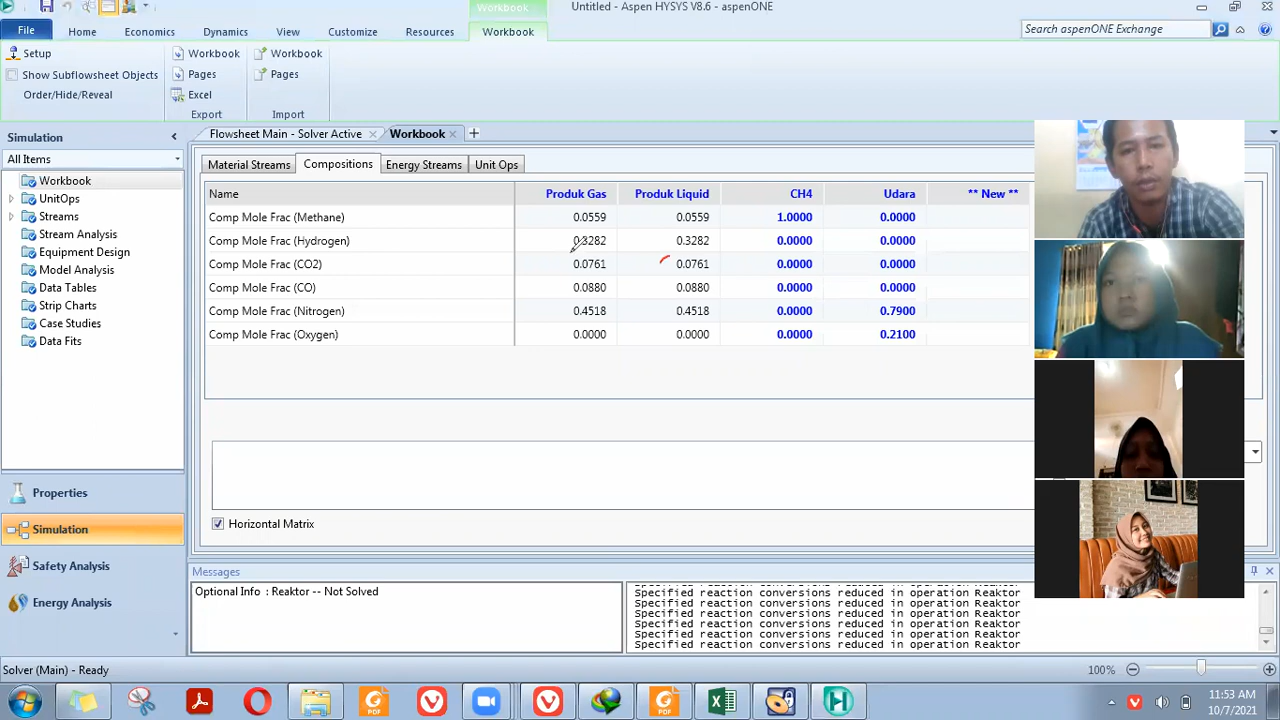 Workbook
Untitled - Aspen HYSYS V8.6 - aspenONE
File Home Economics Dynamics View Customize Resources Workbook
Search aspenONE Exchange
Setup
Show Subflowsheet Objects
Order/Hide/Reveal
Workbook
Pages
Excel
Export
Workbook
Pages
Import
Simulation
All Items
Workbook
UnitOps
Streams
Stream Analysis
Equipment Design
Model Analysis
Data Tables
Strip Charts
Case Studies
Data Fits
Properties
Simulation
Safety Analysis
Energy Analysis
Flowsheet Main - Solver Active Workbook
Material Streams Compositions Energy Streams Unit Ops
Name Produk Gas Produk Liquid CH4 Udara ** New **
Comp Mole Frac (Methane) 0.0559 0.0559 1.0000 0.0000
Comp Mole Frac (Hydrogen) 0.3282 0.3282 0.0000 0.0000
Comp Mole Frac (CO2) 0.0761 0.0761 0.0000 0.0000
Comp Mole Frac (CO) 0.0880 0.0880 0.0000 0.0000
Comp Mole Frac (Nitrogen) 0.4518 0.4518 0.0000 0.7900
Comp Mole Frac (Oxygen) 0.0000 0.0000 0.0000 0.2100
Horizontal Matrix
Messages
Optional Info : Reaktor -- Not Solved
Specified reaction conversions reduced in operation Reaktor
Specified reaction conversions reduced in operation Reaktor
Specified reaction conversions reduced in operation Reaktor
Specified reaction conversions reduced in operation Reaktor
Specified reaction conversions reduced in operation Reaktor
Specified reaction conversions reduced in operation Reaktor
Solver (Main) - Ready
100%
PDF
PDF
11:53 AM
10/7/2021